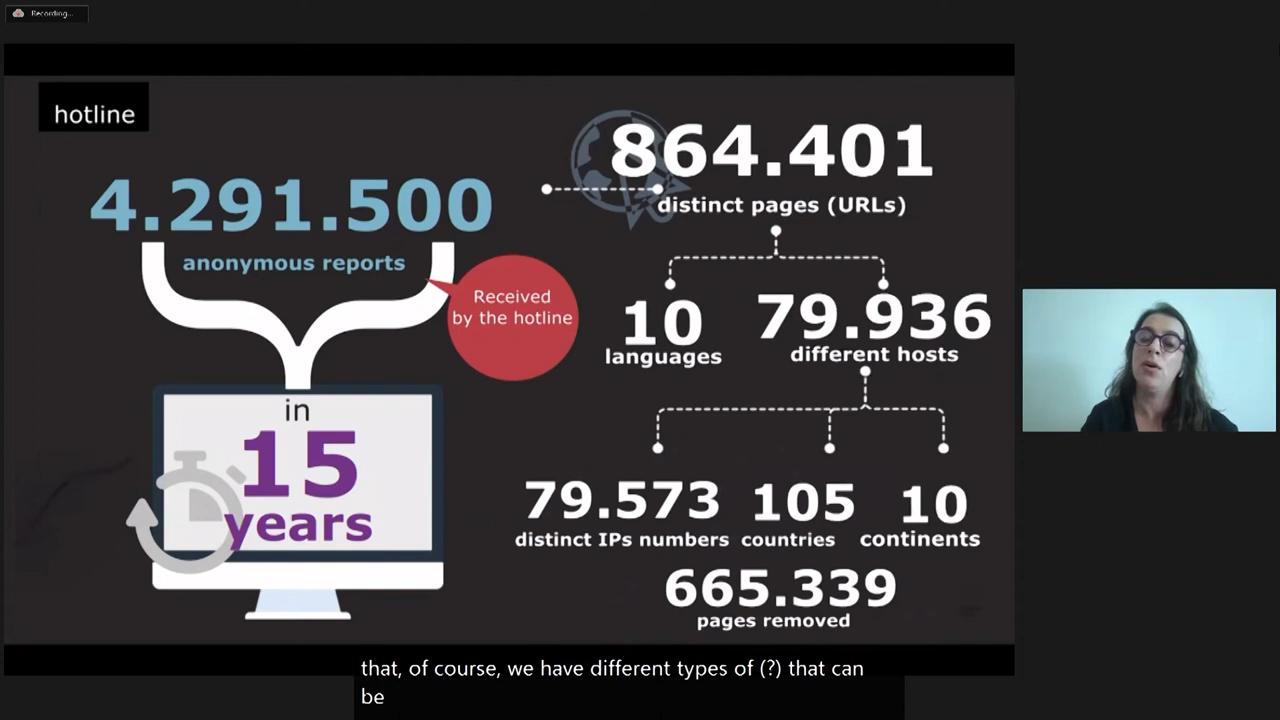 Recording...
hotline
4.291.500
anonymous reports
Received
by the hotline
in
15
years
864.401
distinct pages (URLs)
10
languages
79.936
different hosts
79.573
distinct IPs numbers
105
countries
10
continents
665.339
pages removed
that, of course, we have different types of (?) that can
be